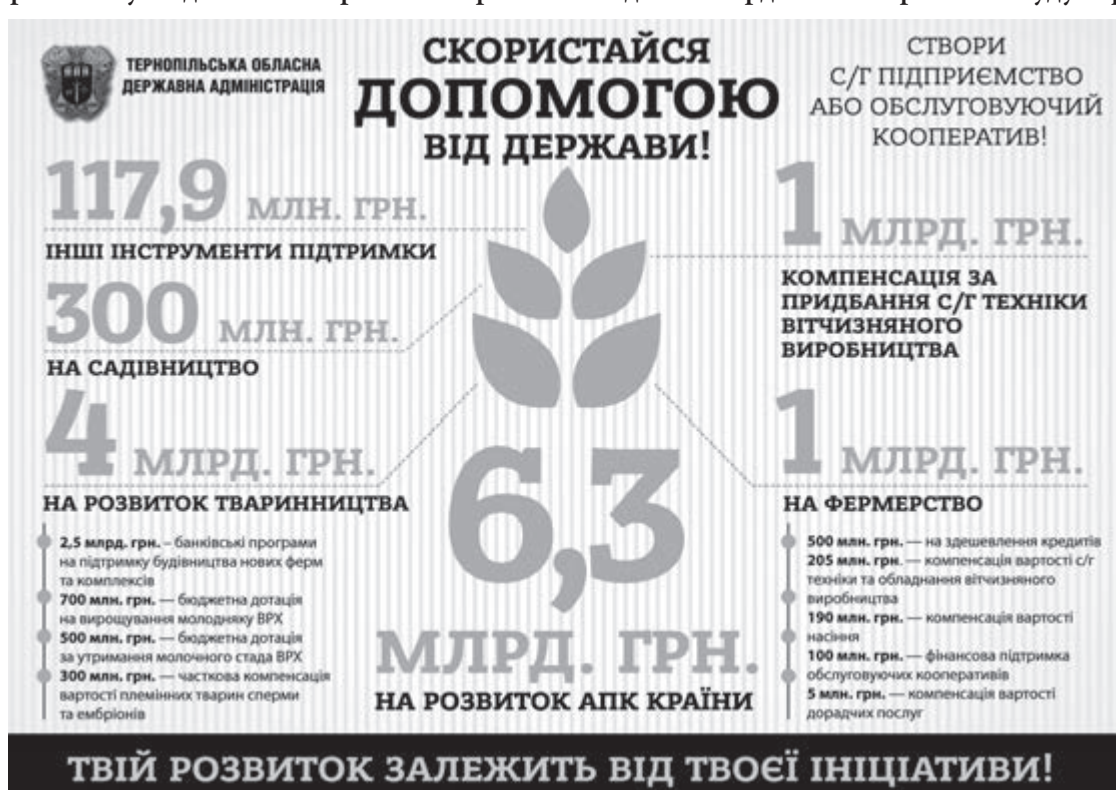 ТЕРНОПІЛЬСЬКА ОБЛАСНА
ДЕРЖАВНА АДМІНІСТРАЦІЯ
СКОРИСТАЙСЯ
ДОПОМОГОЮ
ВІД ДЕРЖАВИ!
СТВОРИ
С/Г ПІДПРИЄМСТВО
АБО ОБСЛУГОВУЮЧИЙ
КООПЕРАТИВ!
117,9 МЛН. ГРН.
ІНШІ ІНСТРУМЕНТИ ПІДТРИМКИ
300 МЛН. ГРН.
НА САДІВНИЦТВО
4 МЛРД. ГРН.
НА РОЗВИТОК ТВАРИННИЦТВА
2,5 млрд. грн. – банківські програми
на підтримку будівництва нових ферм
та комплексів
700 млн. грн. — бюджетна дотація
на вирощування молодняку ВРХ
500 млн. грн. — бюджетна дотація
за утримання молочного стада ВРХ
300 млн. грн. — часткова компенсація
вартості племінних тварин сперми
та ембріонів
6,3
МЛРД. ГРН.
НА РОЗВИТОК АПК КРАЇНИ
1 МЛРД. ГРН.
КОМПЕНСАЦІЯ ЗА
ПРИДБАННЯ С/Г ТЕХНІКИ
ВІТЧИЗНЯНОГО
ВИРОБНИЦТВА
1 МЛРД. ГРН.
НА ФЕРМЕРСТВО
500 млн. грн. — на здешевлення кредитів
205 млн. грн. — компенсація вартості с/г
техніки та обладнання вітчизняного
виробництва
190 млн. грн. — компенсація вартості
насіння
100 млн. грн. — фінансова підтримка
обслуговуючих кооперативів
5 млн. грн. — компенсація вартості
дорадчих послуг
ТВІЙ РОЗВИТОК ЗАЛЕЖИТЬ ВІД ТВОЄЇ ІНІЦІАТИВИ!